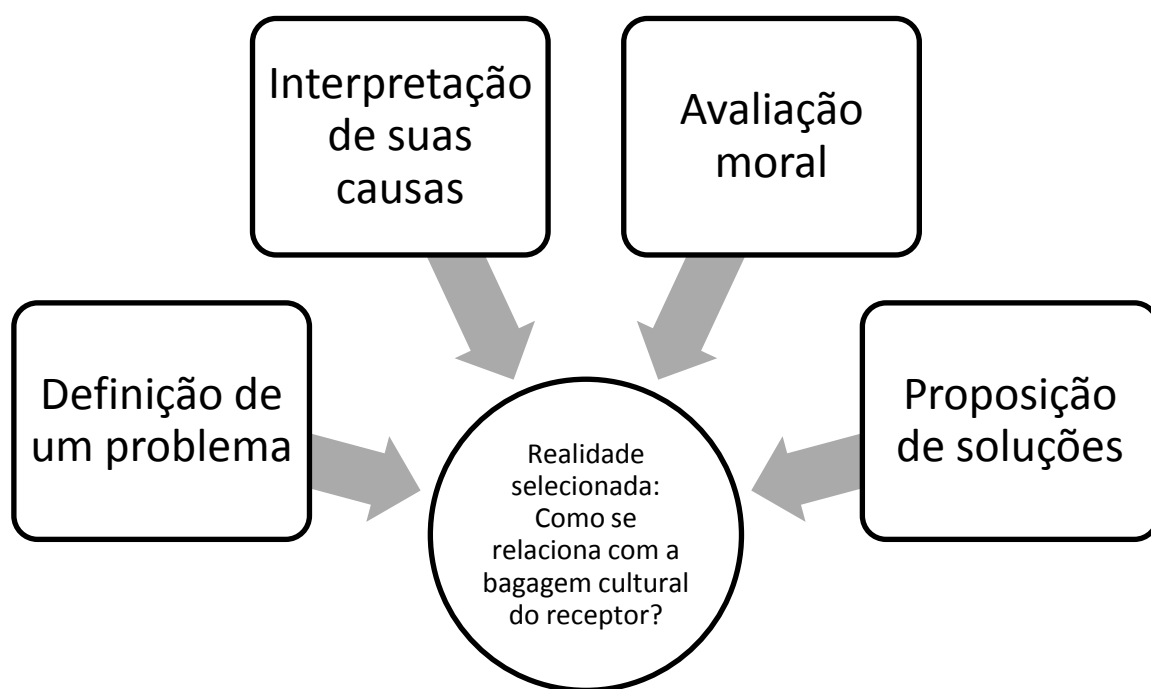 Interpretação
de suas
causas
Avaliação
moral
Definição de
um problema
Proposição
de soluções
Realidade
selecionada:
Como se
relaciona com a
bagagem cultural
do receptor?